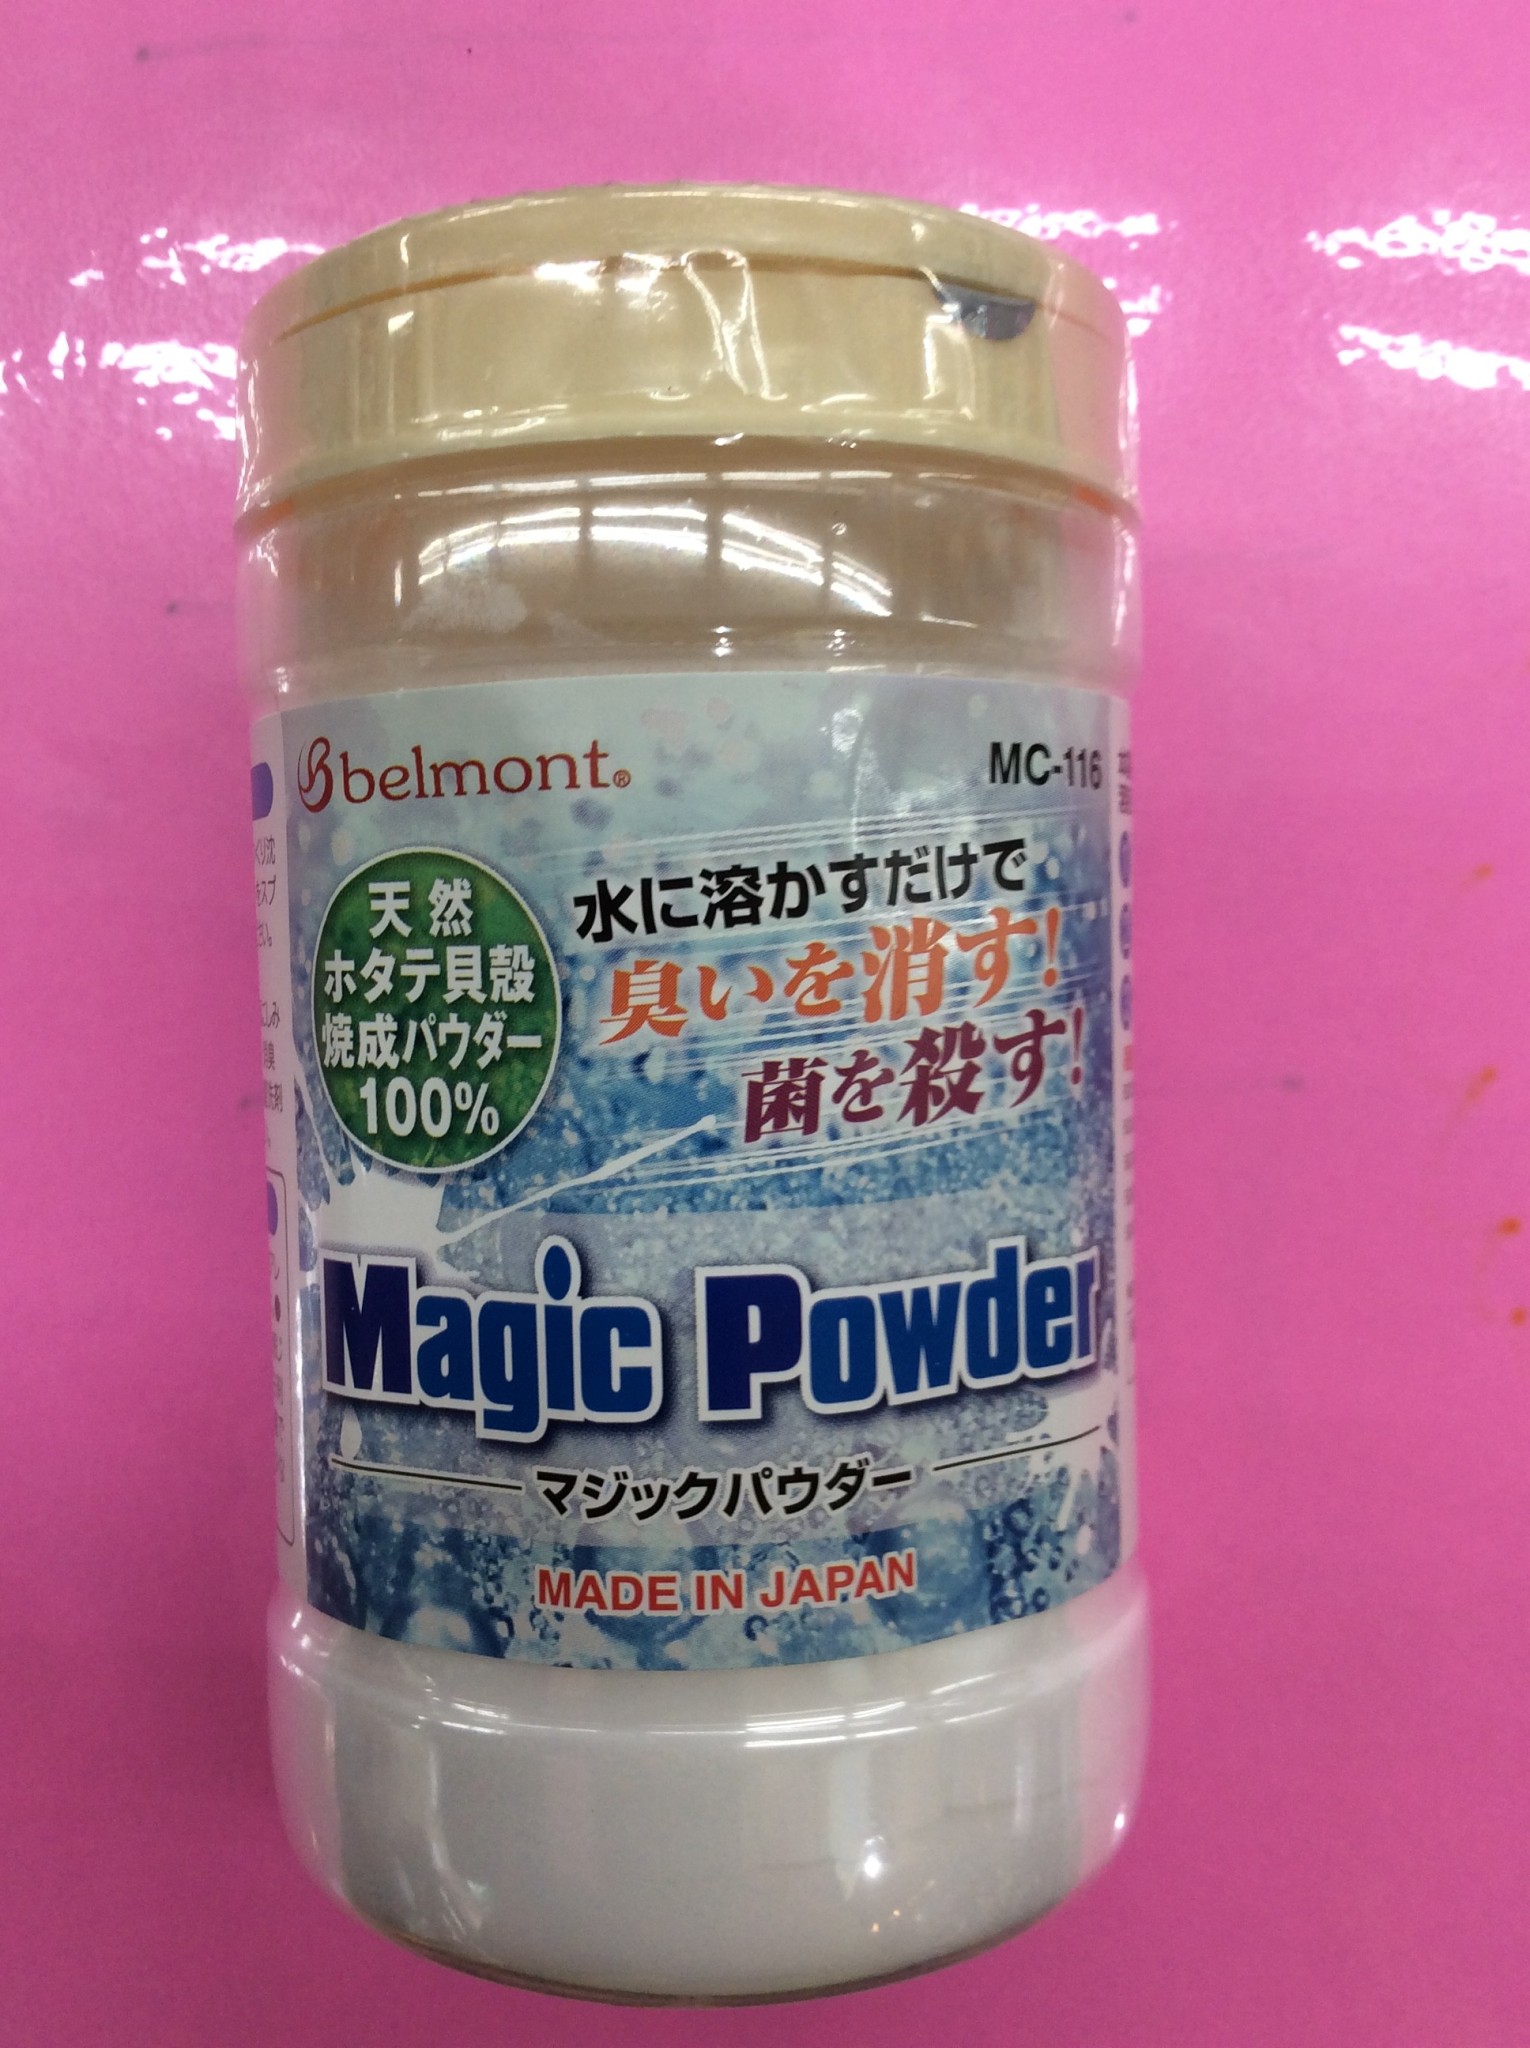 belmont®
MC-116
天然
ホタテ貝殻
焼成パウダー
100%
水に溶かすだけで
臭いを消す!
菌を殺す!
Magic Powder
マジックパウダー
MADE IN JAPAN